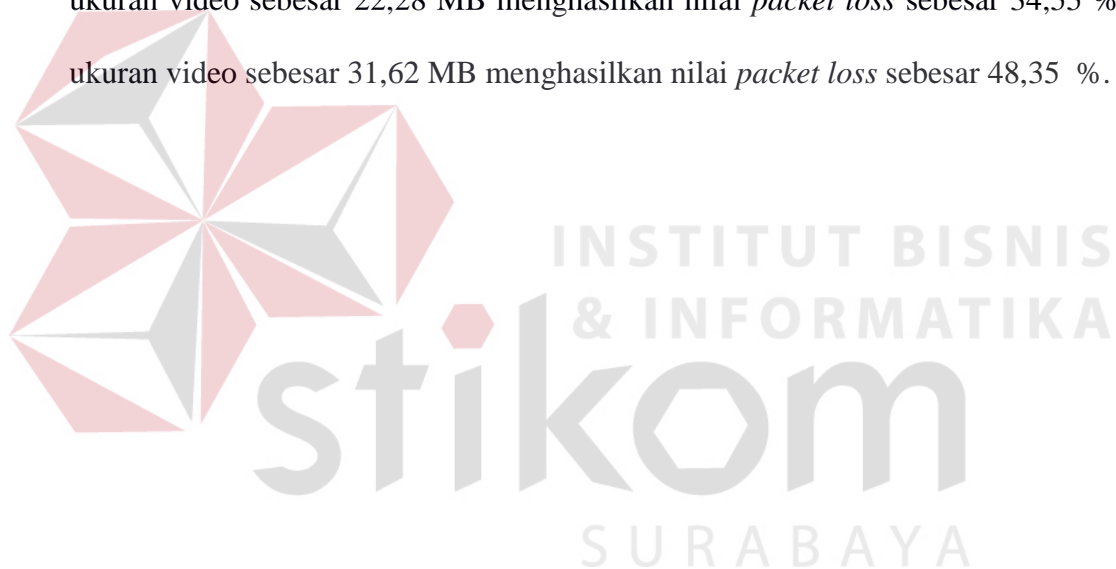 ukuran video sebesar 22,28 MB menghasilkan nilai packet loss sebesar 34,55 %
ukuran video sebesar 31,62 MB menghasilkan nilai packet loss sebesar 48,35 %.
INSTITUT BISNIS
& INFORMATIKA
stikom
SURABAYA